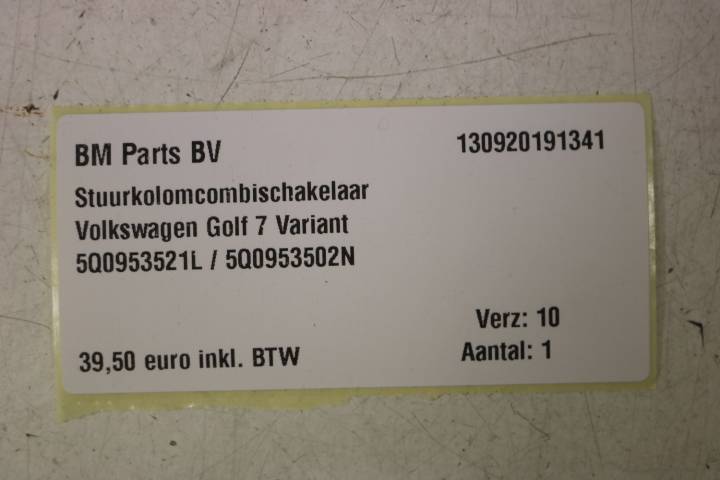 BM Parts BV
130920191341
Stuurkolomcombischakelaar
Volkswagen Golf 7 Variant
5Q0953521L / 5Q0953502N
Verz: 10
39,50 euro inkl. BTW
Aantal: 1